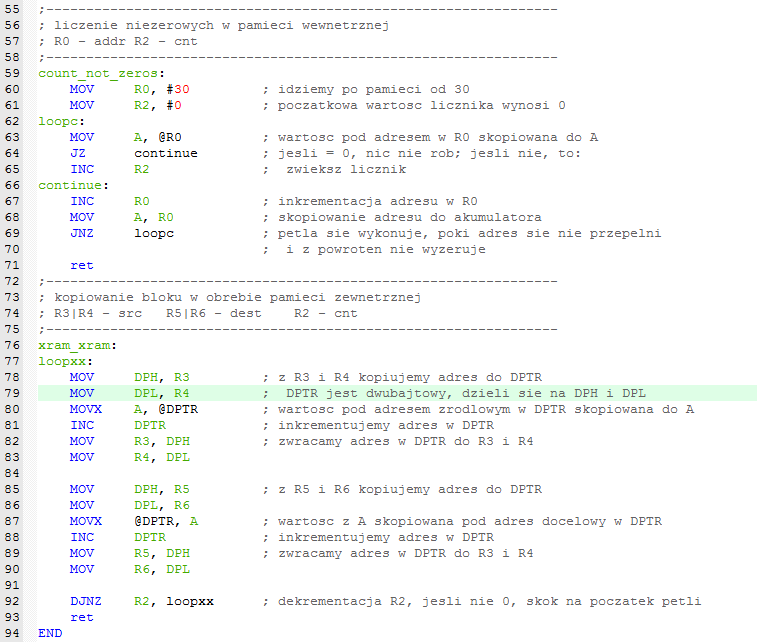 55 ;----------------------------------------------------------------
56 ; liczenie niezerowych w pamieci wewnetrznej
57 ; R0 - addr R2 - cnt
58 ;----------------------------------------------------------------
59 count_not_zeros:
60     MOV     R0, #30         ; idziemy po pamieci od 30
61     MOV     R2, #0          ; poczatkowa wartosc licznika wynosi 0
62 loopc:
63     MOV     A, @R0          ; wartosc pod adresem w R0 skopiowana do A
64     JZ      continue        ; jesli = 0, nic nie rob; jesli nie, to:
65     INC     R2              ;  zwieksz licznik
66 continue:
67     INC     R0              ; inkrementacja adresu w R0
68     MOV     A, R0           ; skopiowanie adresu do akumulatora
69     JNZ     loopc           ; petla sie wykonuje, poki adres sie nie przepelni
70                             ;  i z powroten nie wyzeruje
71     ret
72 ;----------------------------------------------------------------
73 ; kopiowanie bloku w obrebie pamieci zewnetrznej
74 ; R3|R4 - src   R5|R6 - dest    R2 - cnt
75 ;----------------------------------------------------------------
76 xram_xram:
77 loopxx:
78     MOV     DPH, R3         ; z R3 i R4 kopiujemy adres do DPTR
79     MOV     DPL, R4         ;  DPTR jest dwubajtowy, dzieli sie na DPH i DPL
80     MOVX    A, @DPTR        ; wartosc pod adresem zrodlowym w DPTR skopiowana do A
81     INC     DPTR            ; inkrementujemy adres w DPTR
82     MOV     R3, DPH         ; zwracamy adres w DPTR do R3 i R4
83     MOV     R4, DPL
84
85     MOV     DPH, R5         ; z R5 i R6 kopiujemy adres do DPTR
86     MOV     DPL, R6
87     MOVX    @DPTR, A        ; wartosc z A skopiowana pod adres docelowy w DPTR
88     INC     DPTR            ; inkrementujemy adres w DPTR
89     MOV     R5, DPH         ; zwracamy adres w DPTR do R3 i R4
90     MOV     R6, DPL
91
92     DJNZ    R2, loopxx      ; dekrementacja R2, jesli nie 0, skok na poczatek petli
93     ret
94 END